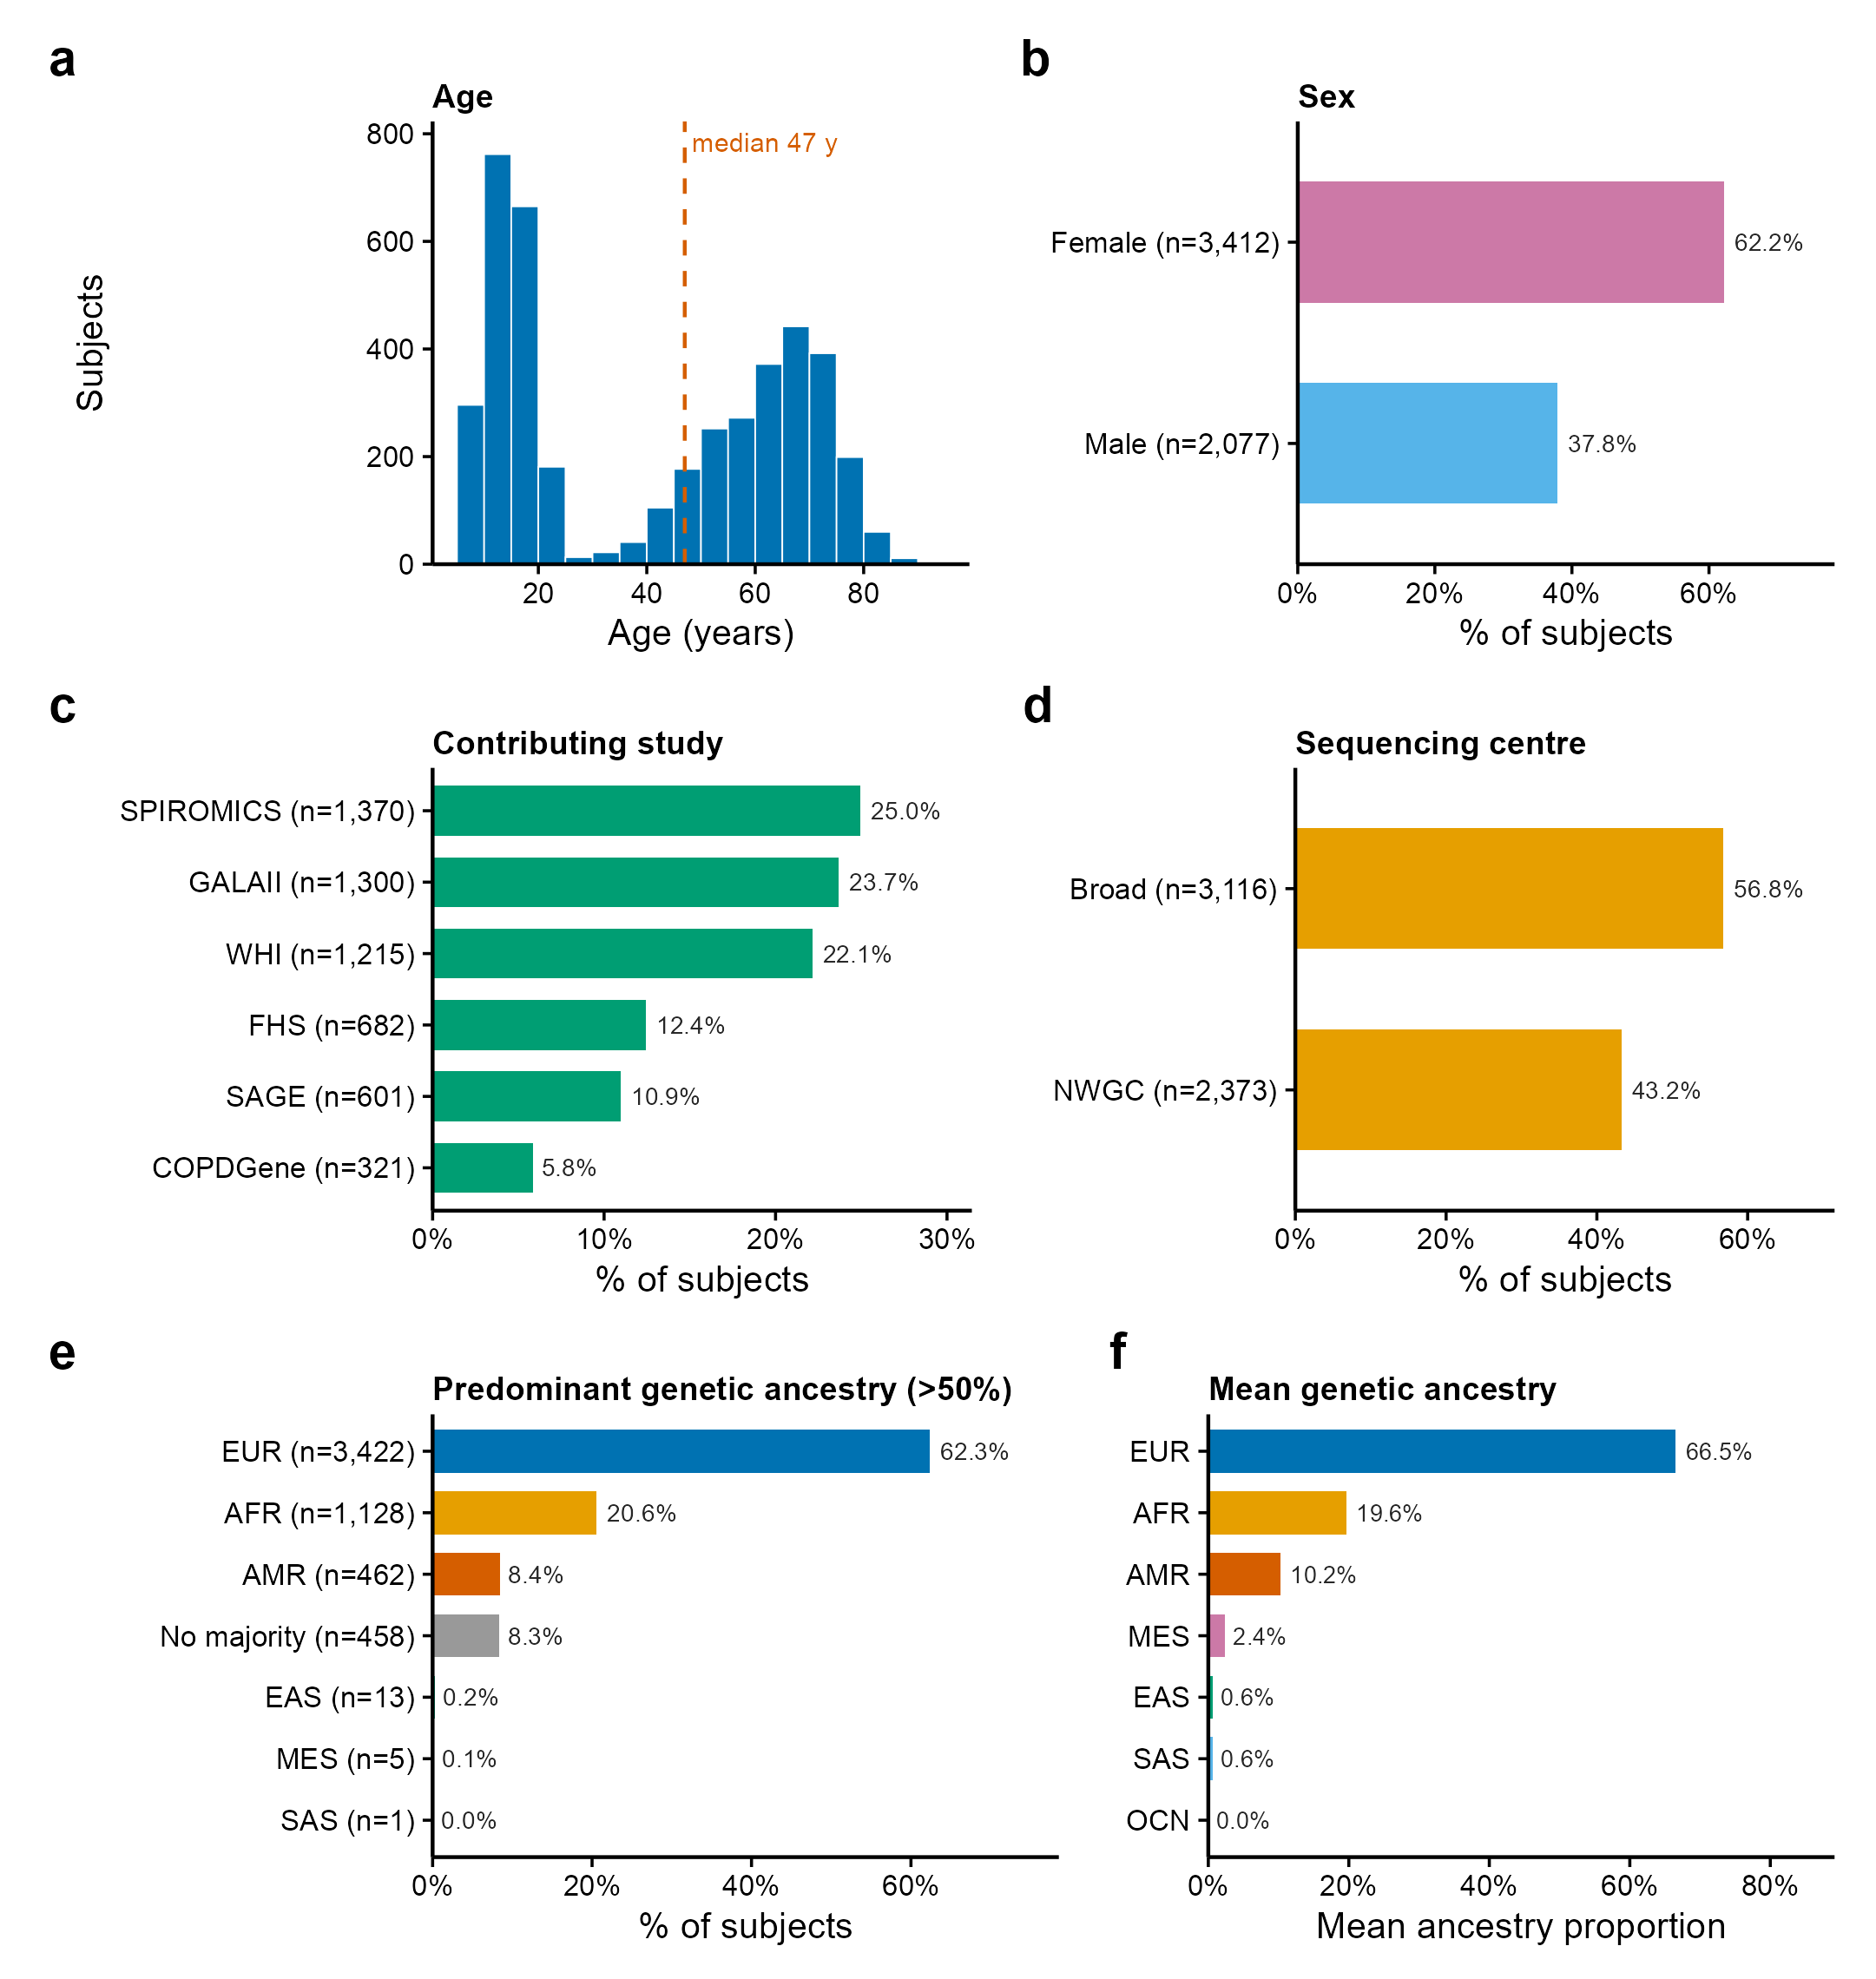 a
Age
800
600
400
200
0
median 47 y
Subjects
20 40 60 80
Age (years)
b
Sex
Female (n=3,412) 62.2%
Male (n=2,077) 37.8%
0% 20% 40% 60%
% of subjects
c
Contributing study
SPIROMICS (n=1,370) 25.0%
GALAII (n=1,300) 23.7%
WHI (n=1,215) 22.1%
FHS (n=682) 12.4%
SAGE (n=601) 10.9%
COPDGene (n=321) 5.8%
0% 10% 20% 30%
% of subjects
d
Sequencing centre
Broad (n=3,116) 56.8%
NWGC (n=2,373) 43.2%
0% 20% 40% 60%
% of subjects
e
Predominant genetic ancestry (>50%)
EUR (n=3,422) 62.3%
AFR (n=1,128) 20.6%
AMR (n=462) 8.4%
No majority (n=458) 8.3%
EAS (n=13) 0.2%
MES (n=5) 0.1%
SAS (n=1) 0.0%
0% 20% 40% 60%
% of subjects
f
Mean genetic ancestry
EUR 66.5%
AFR 19.6%
AMR 10.2%
MES 2.4%
EAS 0.6%
SAS 0.6%
OCN 0.0%
0% 20% 40% 60% 80%
Mean ancestry proportion